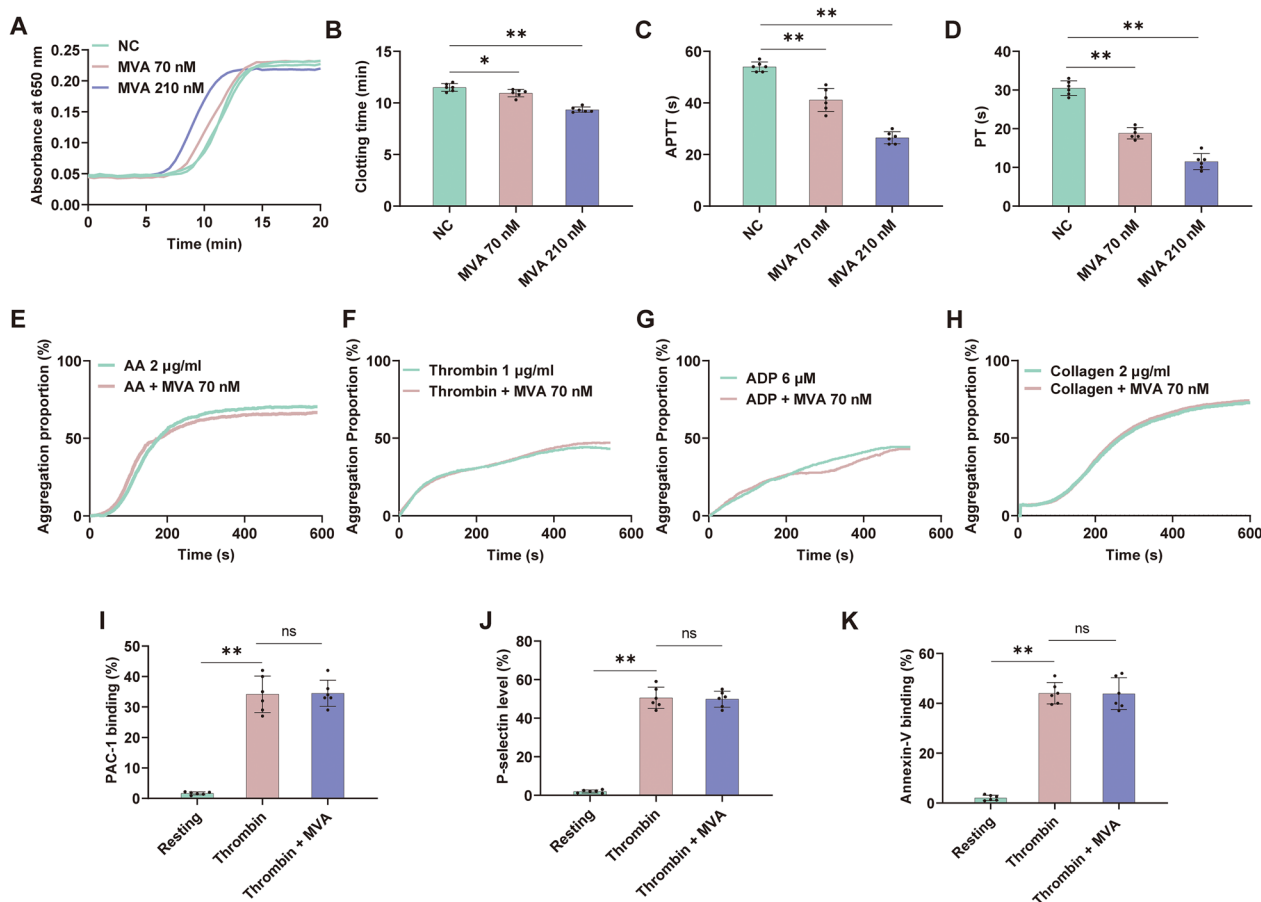 A
NC
MVA 70 nM
MVA 210 nM
Absorbance at 650 nm
0.25
0.20
0.15
0.10
0.05
0.00
0 5 10 15 20
Time (min)
B
**
*
Clotting time (min)
15
10
5
0
NC
MVA 70 nM
MVA 210 nM
C
**
**
APTT (s)
60
40
20
0
NC
MVA 70 nM
MVA 210 nM
D
**
**
PT (s)
40
30
20
10
0
NC
MVA 70 nM
MVA 210 nM
E
AA 2 μg/ml
AA + MVA 70 nM
Aggregation proportion (%)
100
50
0
0 200 400 600
Time (s)
F
Thrombin 1 μg/ml
Thrombin + MVA 70 nM
Aggregation Proportion (%)
100
50
0
0 200 400 600
Time (s)
G
ADP 6 μM
ADP + MVA 70 nM
Aggregation Proportion (%)
100
50
0
0 200 400 600
Time (s)
H
Collagen 2 μg/ml
Collagen + MVA 70 nM
Aggregation proportion (%)
100
50
0
0 200 400 600
Time (s)
I
ns
**
PAC-1 binding (%)
50
40
30
20
10
0
Resting
Thrombin
Thrombin + MVA
J
ns
**
P-selectin level (%)
80
60
40
20
0
Resting
Thrombin
Thrombin + MVA
K
ns
**
Annexin-V binding (%)
60
40
20
0
Resting
Thrombin
Thrombin + MVA